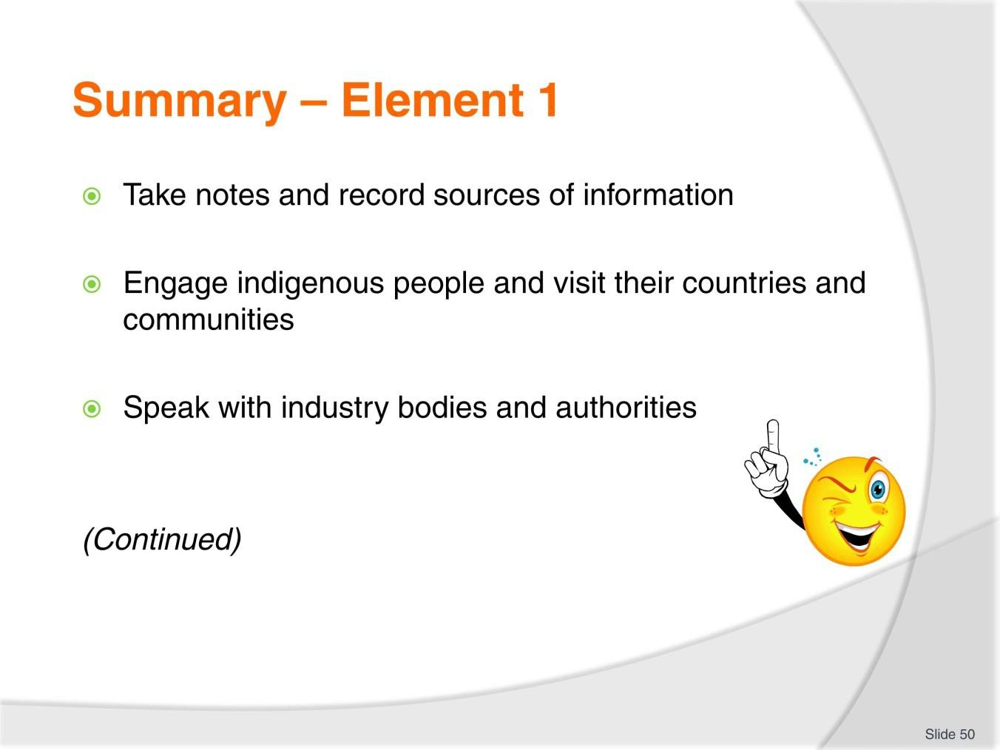 Summary – Element 1
Take notes and record sources of information
Engage indigenous people and visit their countries and
communities
Speak with industry bodies and authorities
(Continued)
Slide 50